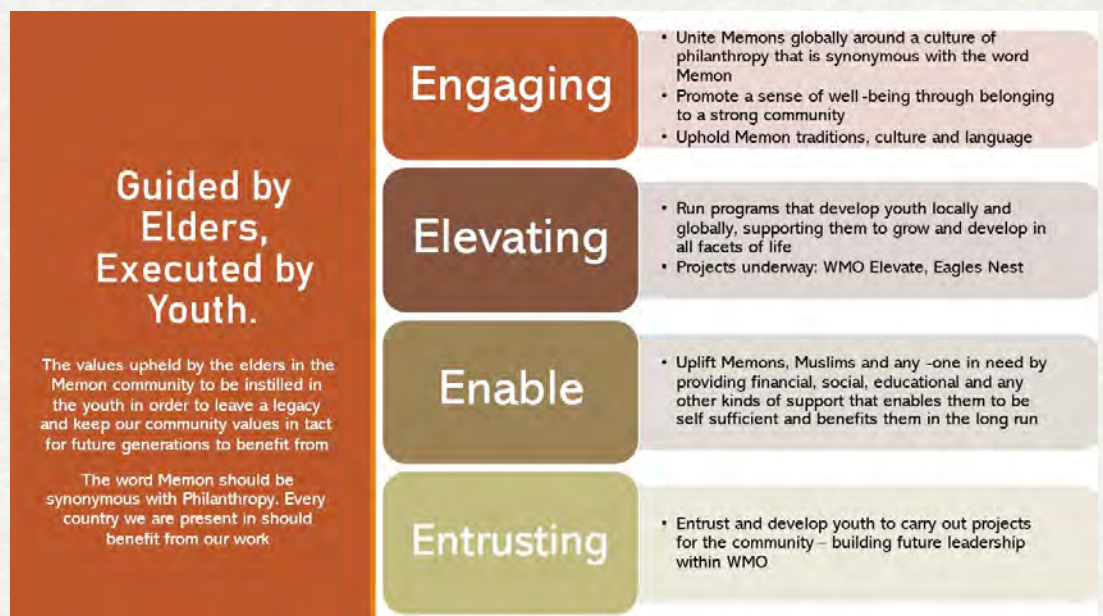 Guided by
Elders,
Executed by
Youth.
The values upheld by the elders in the
Memon community to be instilled in
the youth in order to leave a legacy
and keep our community values in tact
for future generations to benefit from
The word Memon should be
synonymous with Philanthropy. Every
country we are present in should
benefit from our work
Engaging
• Unite Memons globally around a culture of
philanthropy that is synonymous with the word
Memon
• Promote a sense of well -being through belonging
to a strong community
• Uphold Memon traditions, culture and language
Elevating
• Run programs that develop youth locally and
globally, supporting them to grow and develop in
all facets of life
• Projects underway: WMO Elevate, Eagles Nest
Enable
• Uplift Memons, Muslims and any -one in need by
providing financial, social, educational and any
other kinds of support that enables them to be
self sufficient and benefits them in the long run
Entrusting
• Entrust and develop youth to carry out projects
for the community – building future leadership
within WMO